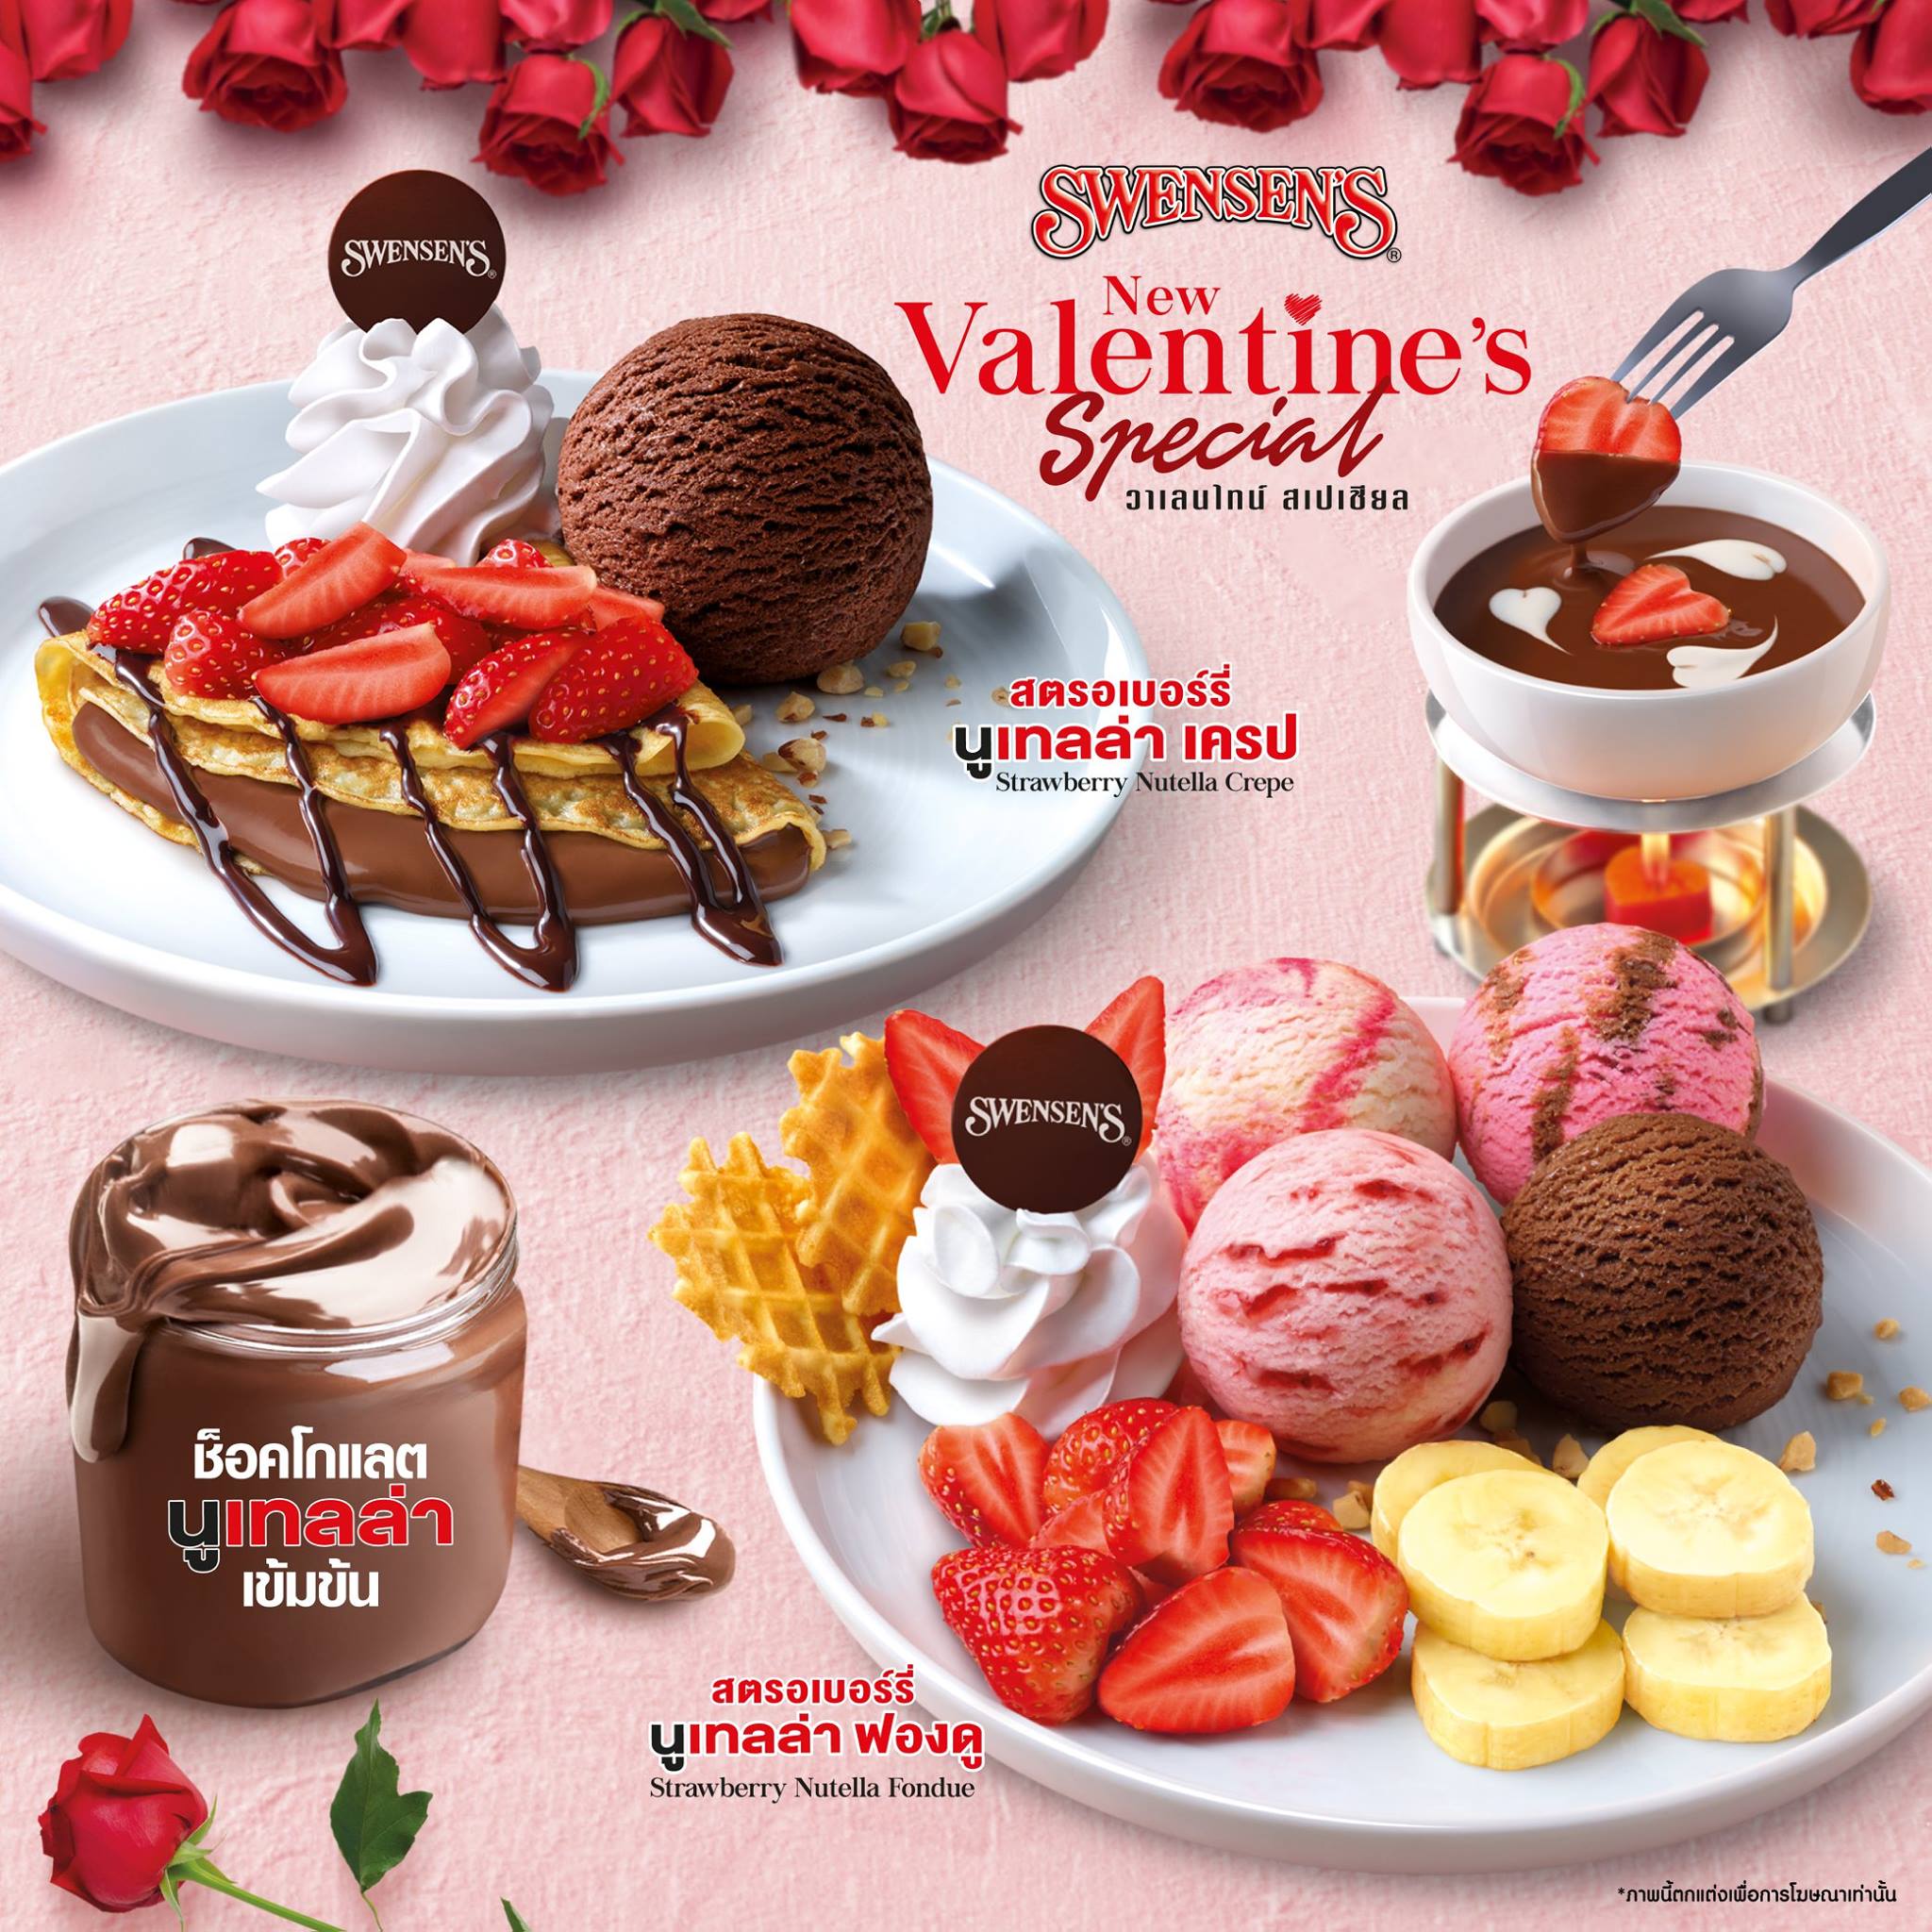 SWENSEN'S®
SWENSEN'S®
New
Valentine's
Special
วาเลนไทน์ สเปเชียล
สตรอเบอร์รี่
นูเทลล่า เครป
Strawberry Nutella Crepe
SWENSEN'S®
ช็อคโกแลต
นูเทลล่า
เข้มข้น
สตรอเบอร์รี่
นูเทลล่า ฟองดู
Strawberry Nutella Fondue
*ภาพนี้ตกแต่งเพื่อการโฆษณาเท่านั้น